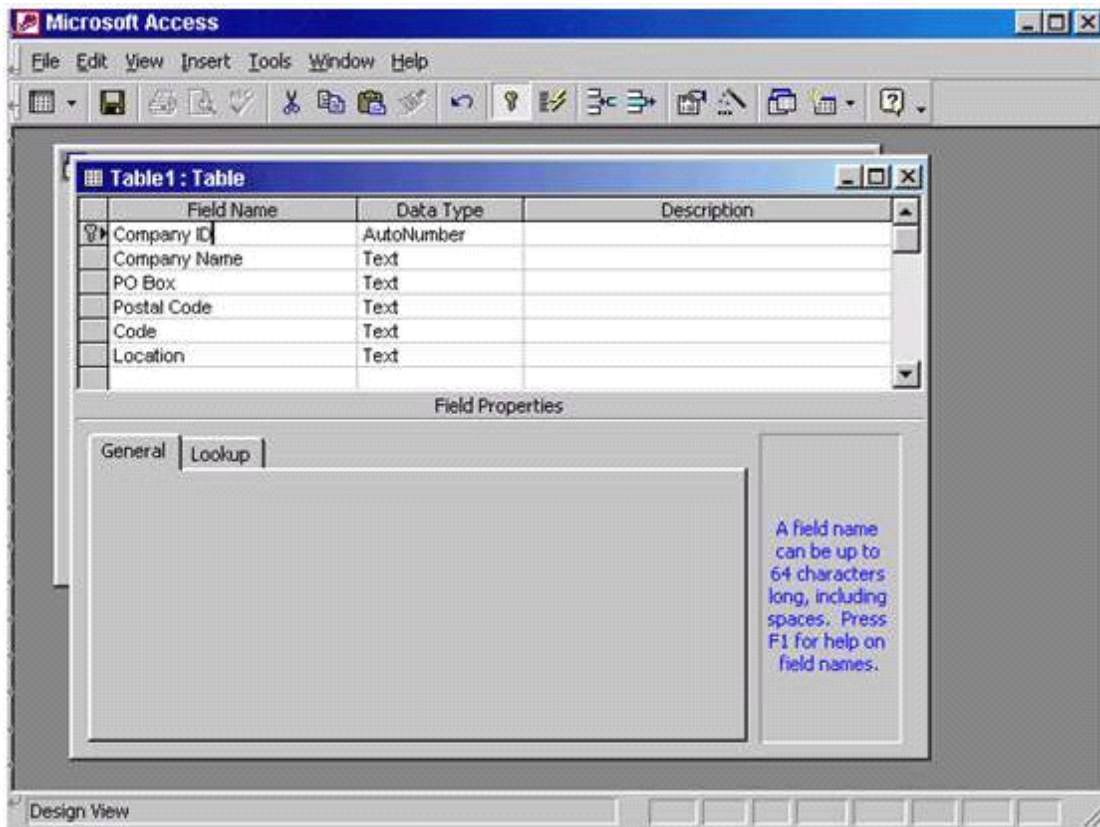 Microsoft Access
File Edit View Insert Tools Window Help
Table1 : Table
Field Name Data Type Description
Company ID AutoNumber
Company Name Text
PO Box Text
Postal Code Text
Code Text
Location Text
Field Properties
General Lookup
A field name
can be up to
64 characters
long, including
spaces. Press
F1 for help on
field names.
Design View